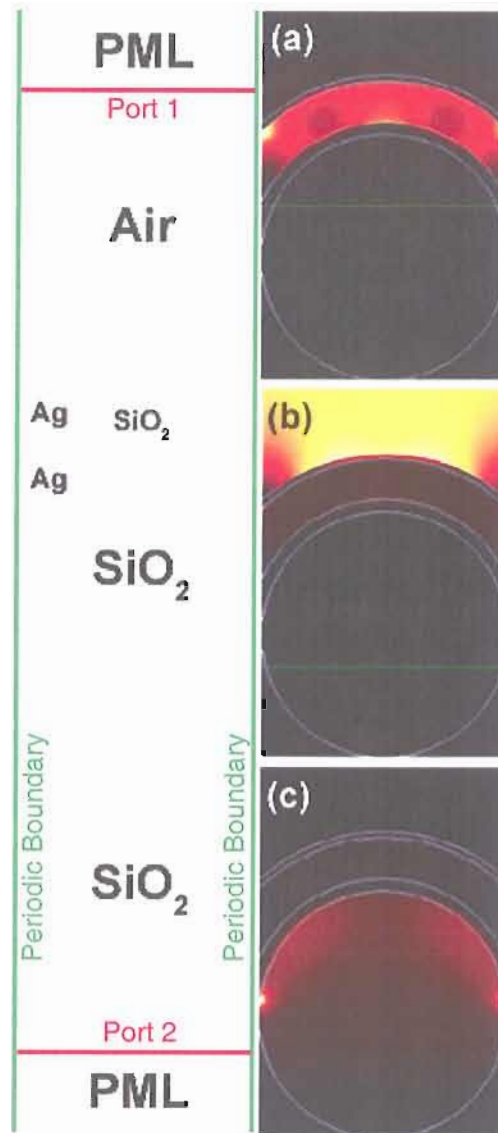 PML
Port 1
Air
Ag
SiO₂
Ag
SiO₂
Periodic Boundary
Periodic Boundary
SiO₂
Port 2
PML
(a)
(b)
(c)